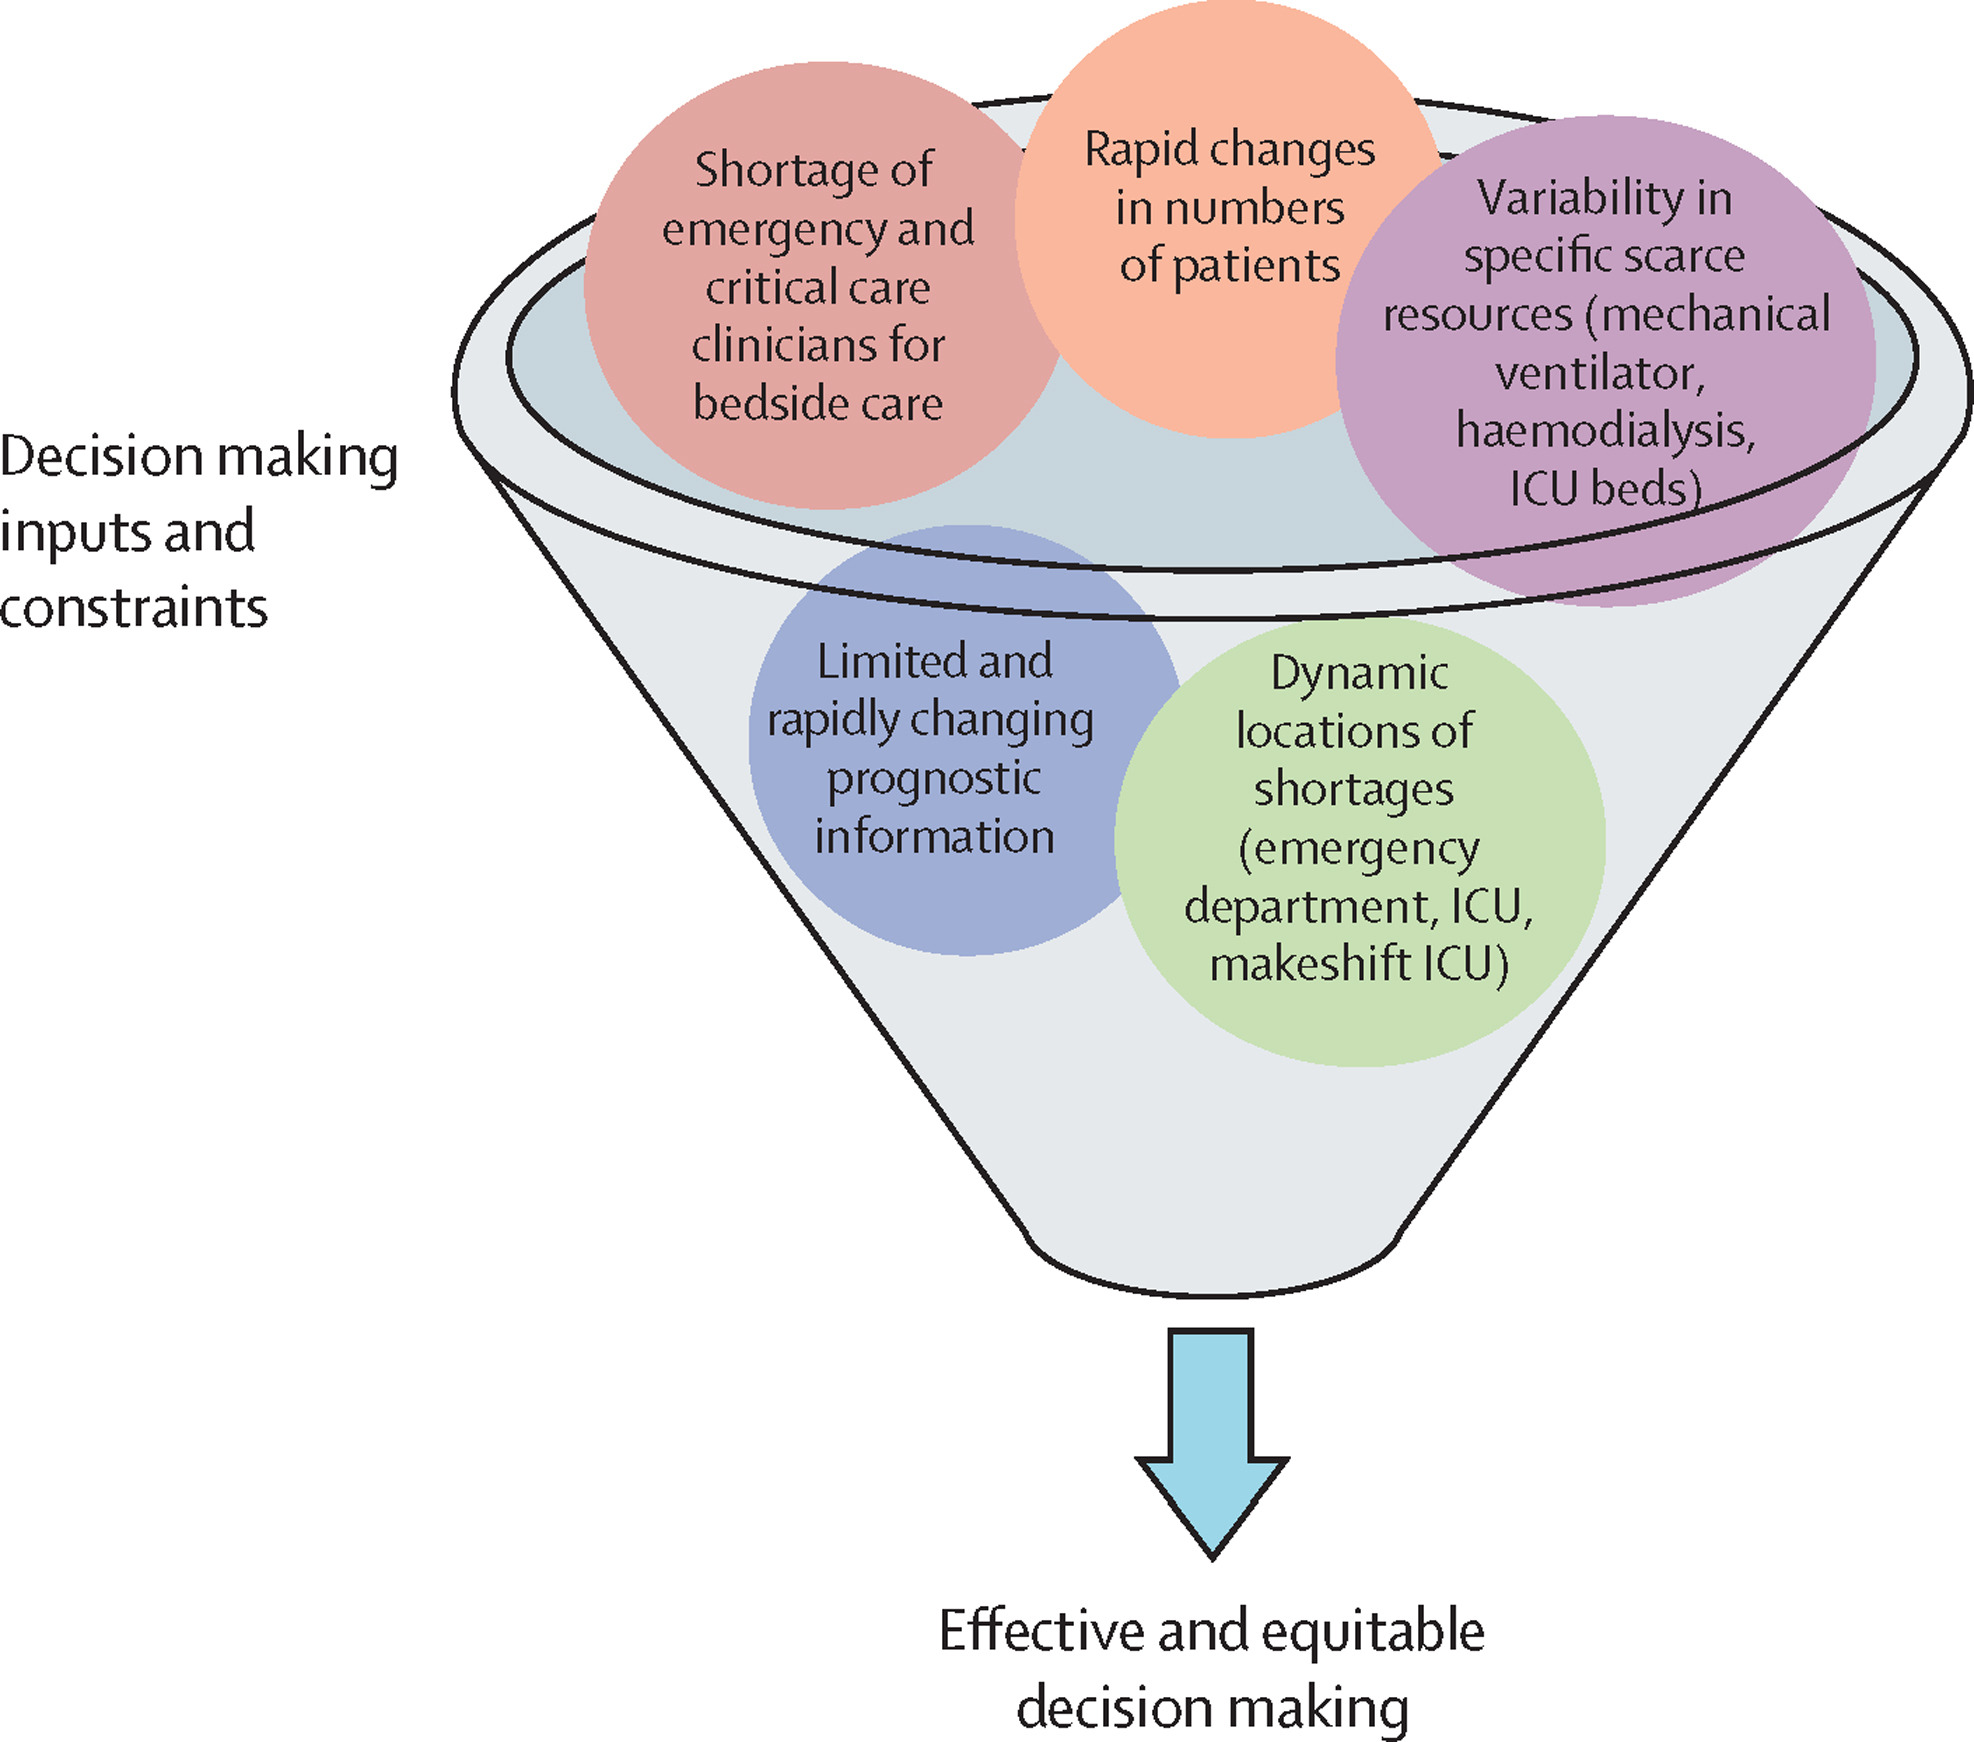 Shortage of
emergency and
critical care
clinicians for
bedside care
Rapid changes
in numbers
of patients
Variability in
specific scarce
resources (mechanical
ventilator,
haemodialysis,
ICU beds)
Decision making
inputs and
constraints
Limited and
rapidly changing
prognostic
information
Dynamic
locations of
shortages
(emergency
department, ICU,
makeshift ICU)
Effective and equitable
decision making